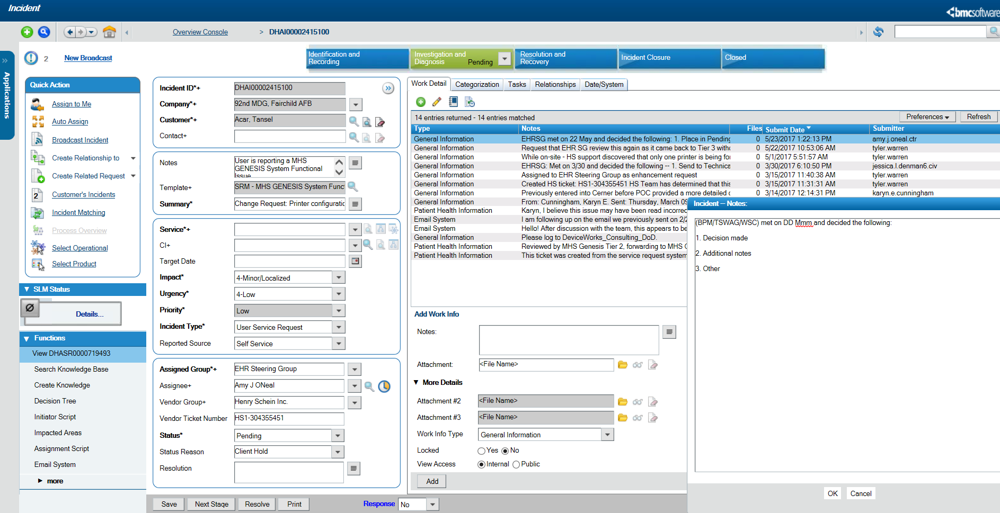 Incident
bmcsoftware
Overview Console > DHAI00002415100
Applications
2 New Broadcast
Identification and Recording
Investigation and Diagnosis Pending
Resolution and Recovery
Incident Closure
Closed
Quick Action
Assign to Me
Auto Assign
Broadcast Incident
Create Relationship to
Create Related Request
2 Customer's Incidents
Incident Matching
Process Overview
Select Operational
Select Product
SLM Status
Details...
Functions
View DHASR0000719493
Search Knowledge Base
Create Knowledge
Decision Tree
Initiator Script
Impacted Areas
Assignment Script
Email System
more
Incident ID*+ DHAI00002415100
Company*+ 92nd MDG, Fairchild AFB
Customer*+ Acar, Tansel
Contact+
Notes User is reporting a MHS
GENESIS System Functional
Issue
Template+ SRM - MHS GENESIS System Func
Summary* Change Request: Printer configuratio
Service*+
CI+
Target Date
Impact* 4-Minor/Localized
Urgency* 4-Low
Priority* Low
Incident Type* User Service Request
Reported Source Self Service
Assigned Group*+ EHR Steering Group
Assignee+ Amy J ONeal
Vendor Group+ Henry Schein Inc.
Vendor Ticket Number HS1-304355451
Status* Pending
Status Reason Client Hold
Resolution
Save Next Stage Resolve Print Response No
Work Detail Categorization Tasks Relationships Date/System
14 entries returned - 14 entries matched Preferences Refresh
Type Notes Files Submit Date Submitter
General Information EHRSG met on 22 May and decided the following: 1. Place in Pending 0 5/23/2017 1:22:13 PM amy.j.oneal.ctr
General Information Request that EHR SG review this again as it came back to Tier 3 witho 0 5/22/2017 10:53:06 AM tyler.warren
General Information While on-site - HS support discovered that only one printer is being for 0 5/1/2017 5:51:57 AM tyler.warren
General Information EHRSG: Met on 3/30 and decided the following -- 1. Send to Technica 0 3/30/2017 6:10:50 PM jessica.l.denman6.civ
General Information Assigned to EHR Steering Group as enhancement request 0 3/15/2017 11:40:38 AM tyler.warren
General Information Created HS ticket: HS1-304355451 HS Team has determined that this 0 3/15/2017 11:31:31 AM tyler.warren
General Information Previously entered into Cerner before POC provided a more detailed c 0 3/14/2017 12:14:31 PM karyn.e.cunningham
General Information From: Cunningham, Karyn E. Sent: Thursday, March 09
Patient Health Information Karyn, I believe this issue may have been read incorrec
Email System I am following up on the email we previously sent on 2/2
Email System Hello! After discussion with the team, this appears to be
General Information Please log to DeviceWorks_Consulting_DoD.
Patient Health Information Reviewed by MHS Genesis Tier 2, forwarding to MHS G
Patient Health Information This ticket was created from the service request system
Add Work Info
Notes:
Attachment: <File Name>
More Details
Attachment #2 <File Name>
Attachment #3 <File Name>
Work Info Type General Information
Locked Yes No
View Access Internal Public
Add
Incident – Notes:
(BPM/TSWAG/WSC) met on DD Mmm and decided the following:
1. Decision made
2. Additional notes
3. Other
OK Cancel